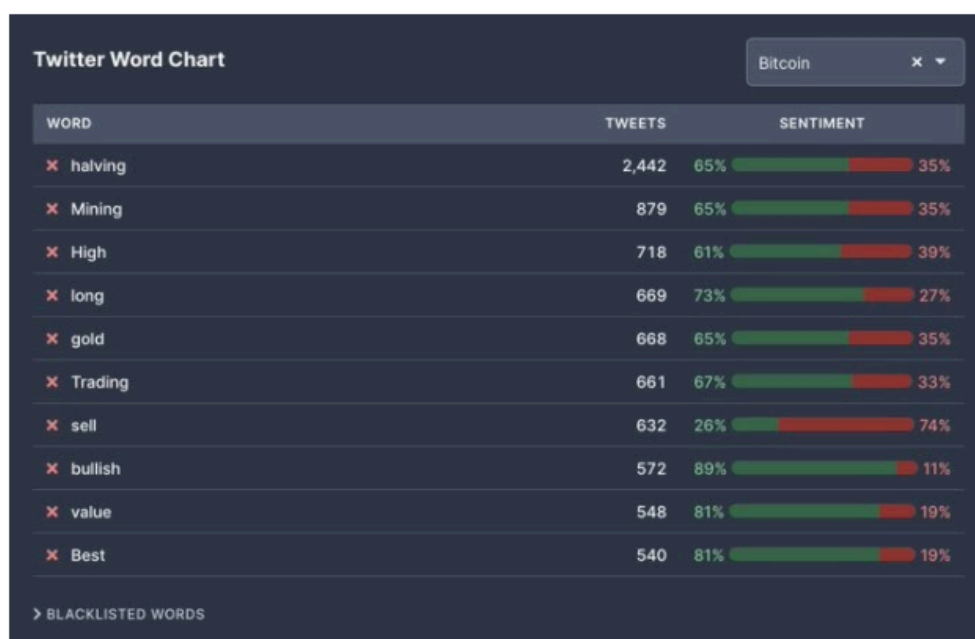 Twitter Word Chart
Bitcoin
WORD TWEETS SENTIMENT
halving 2,442 65% 35%
Mining 879 65% 35%
High 718 61% 39%
long 669 73% 27%
gold 668 65% 35%
Trading 661 67% 33%
sell 632 26% 74%
bullish 572 89% 11%
value 548 81% 19%
Best 540 81% 19%
BLACKLISTED WORDS